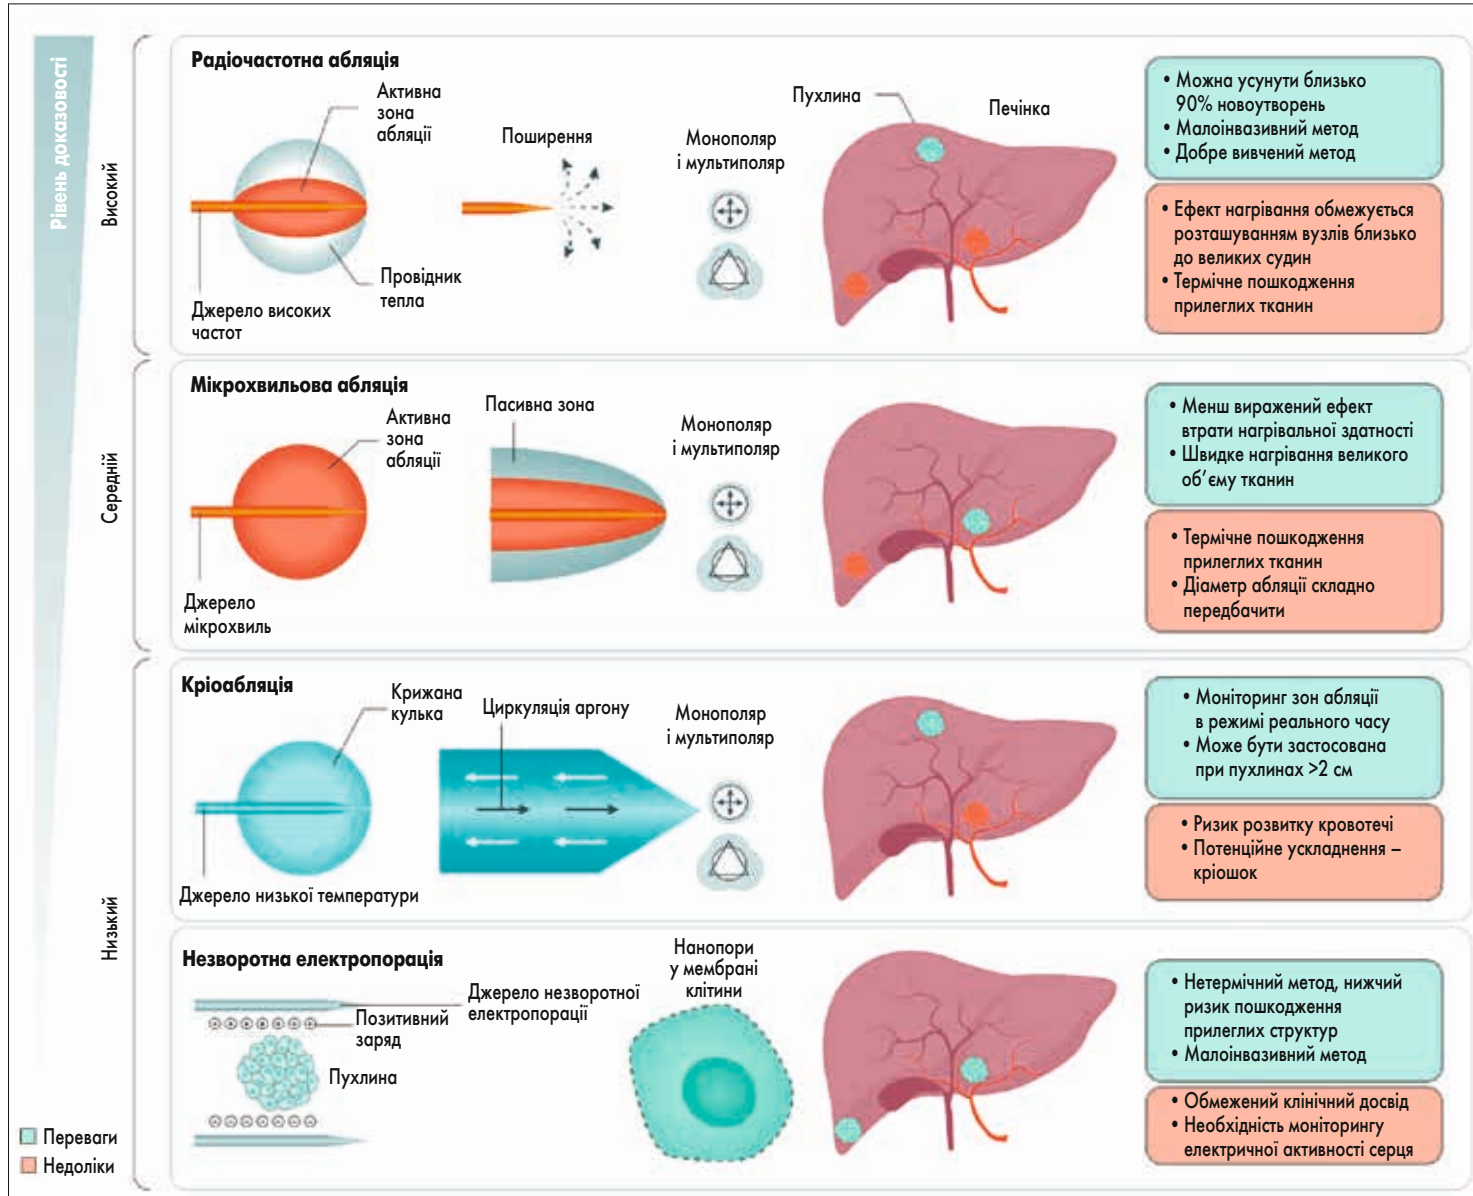 Рівень доказовості
Високий
Радіочастотна абляція
Активна
зона
абляції
Провідник
тепла
Джерело високих
частот
Поширення
Монополяр
і мультиполяр
Пухлина
Печінка
• Можна усунути близько
90% новоутворень
• Малоінвазивний метод
• Добре вивчений метод
• Ефект нагрівання обмежується
розташуванням вузлів близько
до великих судин
• Термічне пошкодження
прилеглих тканин
Середній
Мікрохвильова абляція
Активна
зона
абляції
Джерело
мікрохвиль
Пасивна зона
Монополяр
і мультиполяр
• Менш виражений ефект
втрати нагрівальної здатності
• Швидке нагрівання великого
об’єму тканин
• Термічне пошкодження
прилеглих тканин
• Діаметр абляції складно
передбачити
Низький
Кріоабляція
Крижана
кулька
Джерело низької температури
Циркуляція аргону
Монополяр
і мультиполяр
• Моніторинг зон абляції
в режимі реального часу
• Може бути застосована
при пухлинах >2 см
• Ризик розвитку кровотечі
• Потенційне ускладнення –
кріошок
Незворотна електропорація
Джерело незворотної
електропорації
Позитивний
заряд
Пухлина
Нанопори
у мембрані
клітини
• Нетермічний метод, нижчий
ризик пошкодження
прилеглих структур
• Малоінвазивний метод
• Обмежений клінічний досвід
• Необхідність моніторингу
електричної активності серця
Переваги
Недоліки